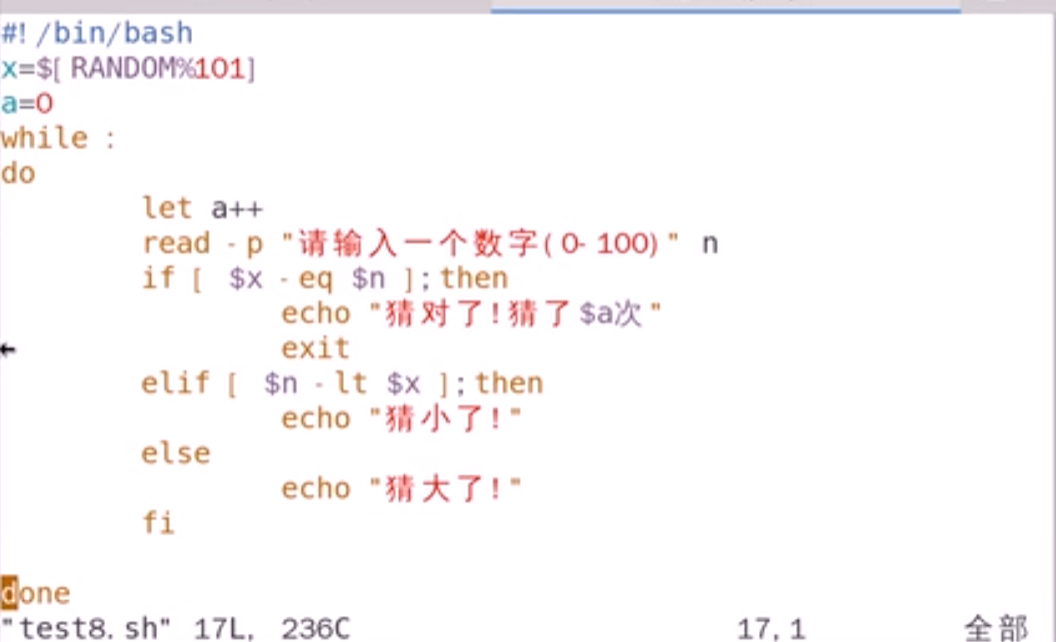 #!/bin/bash
x=$[RANDOM%101]
a=0
while :
do
        let a++
        read -p "请输入一个数字(0-100)" n
        if [ $x -eq $n ];then
                echo "猜对了!猜了$a次"
                exit
        elif [ $n -lt $x ];then
                echo "猜小了!"
        else
                echo "猜大了!"
        fi

done
"test8.sh" 17L, 236C 17,1 全部